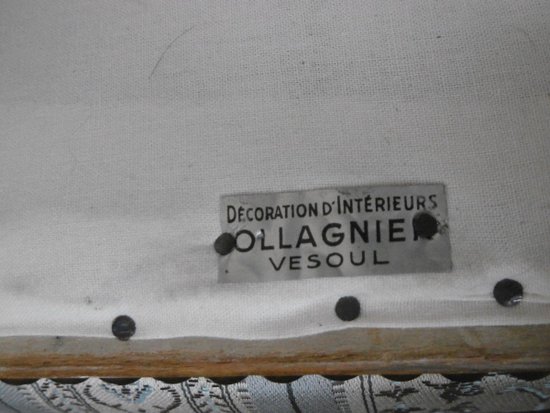 DÉCORATION D'INTÉRIEURS
OLLAGNIER
VESOUL